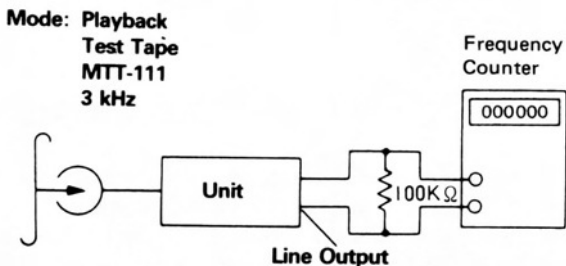 Mode: Playback
Test Tape
MTT-111
3 kHz
Frequency
Counter
000000
Unit
100KΩ
Line Output